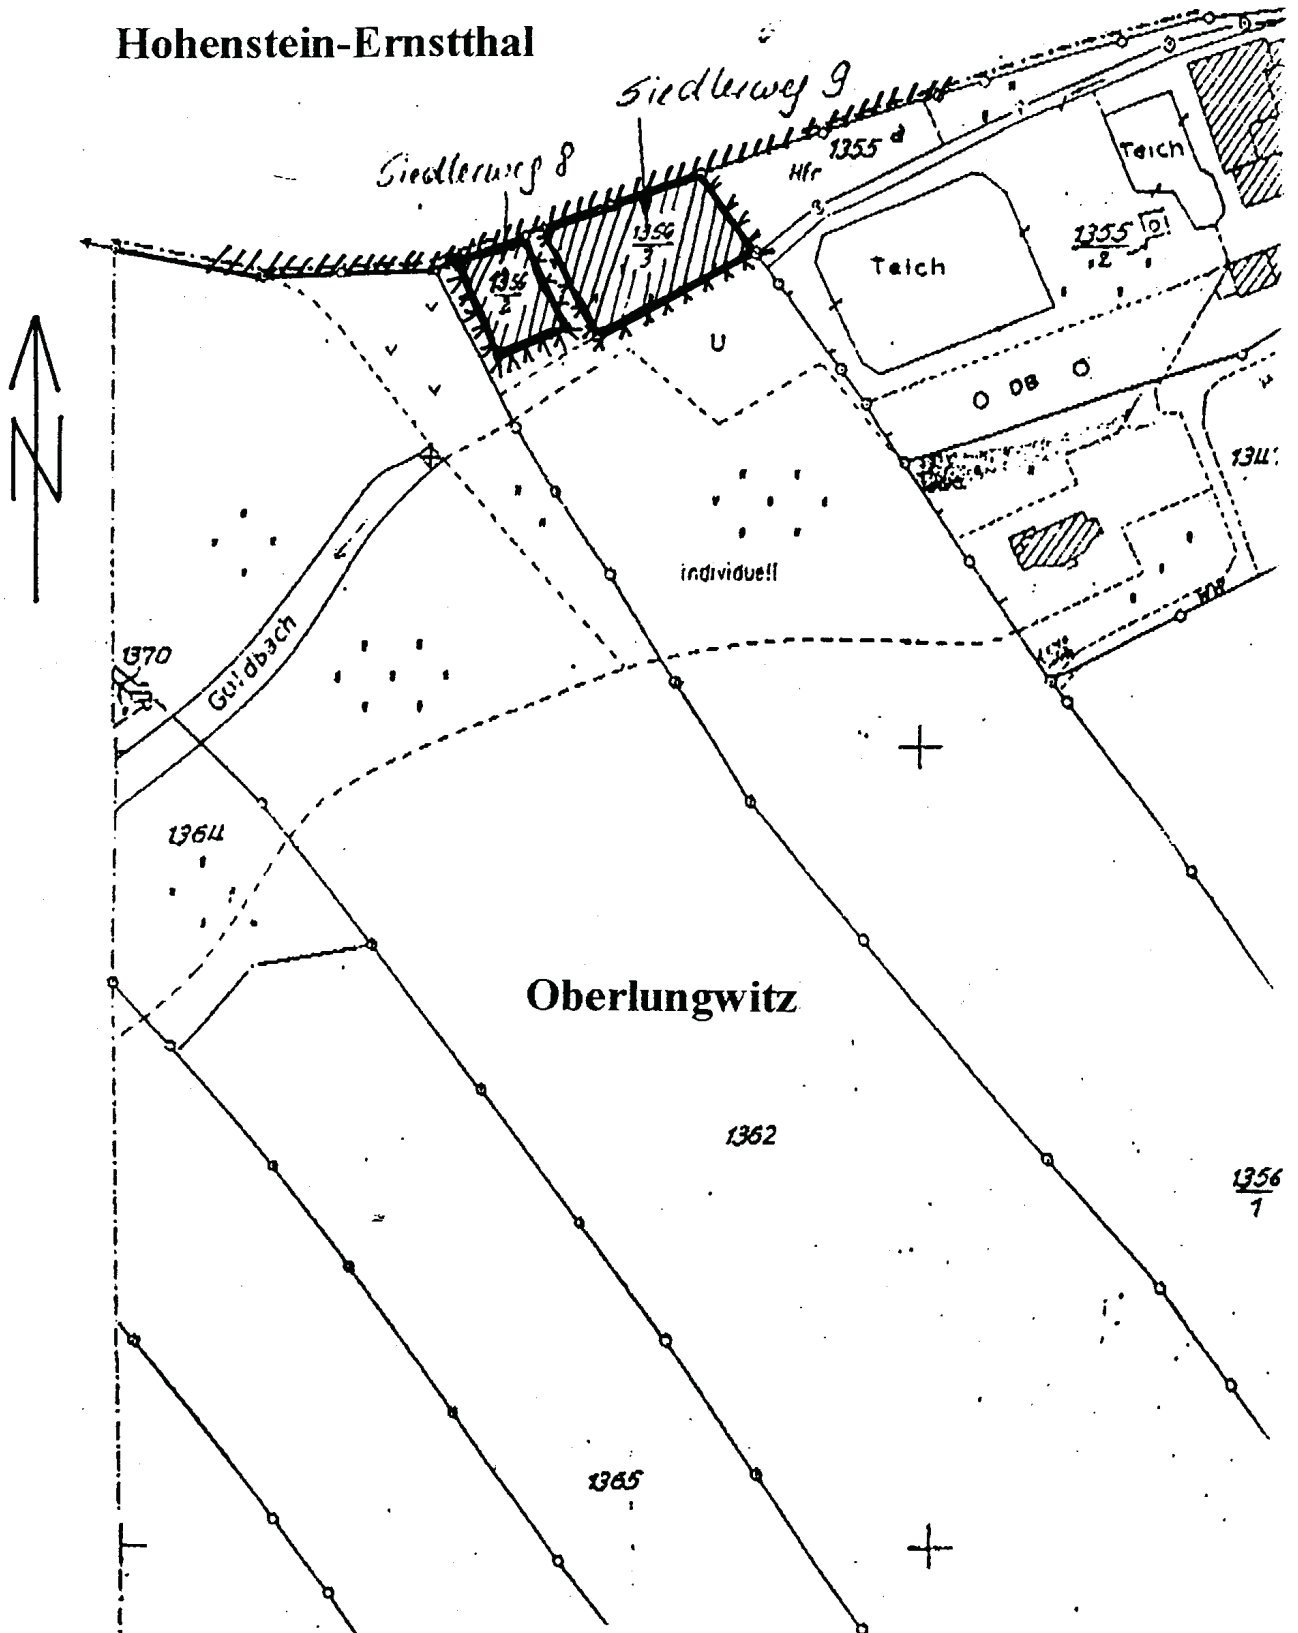 Hohenstein-Ernstthal
Siedlerweg 9
Siedlerweg 8
1355 d
Hfr
Teich
1356
3
1355
2
Teich
1356
2
U
DB
134
individuell
1370
Goldbach
1364
Oberlungwitz
1362
1356
1
1365
N